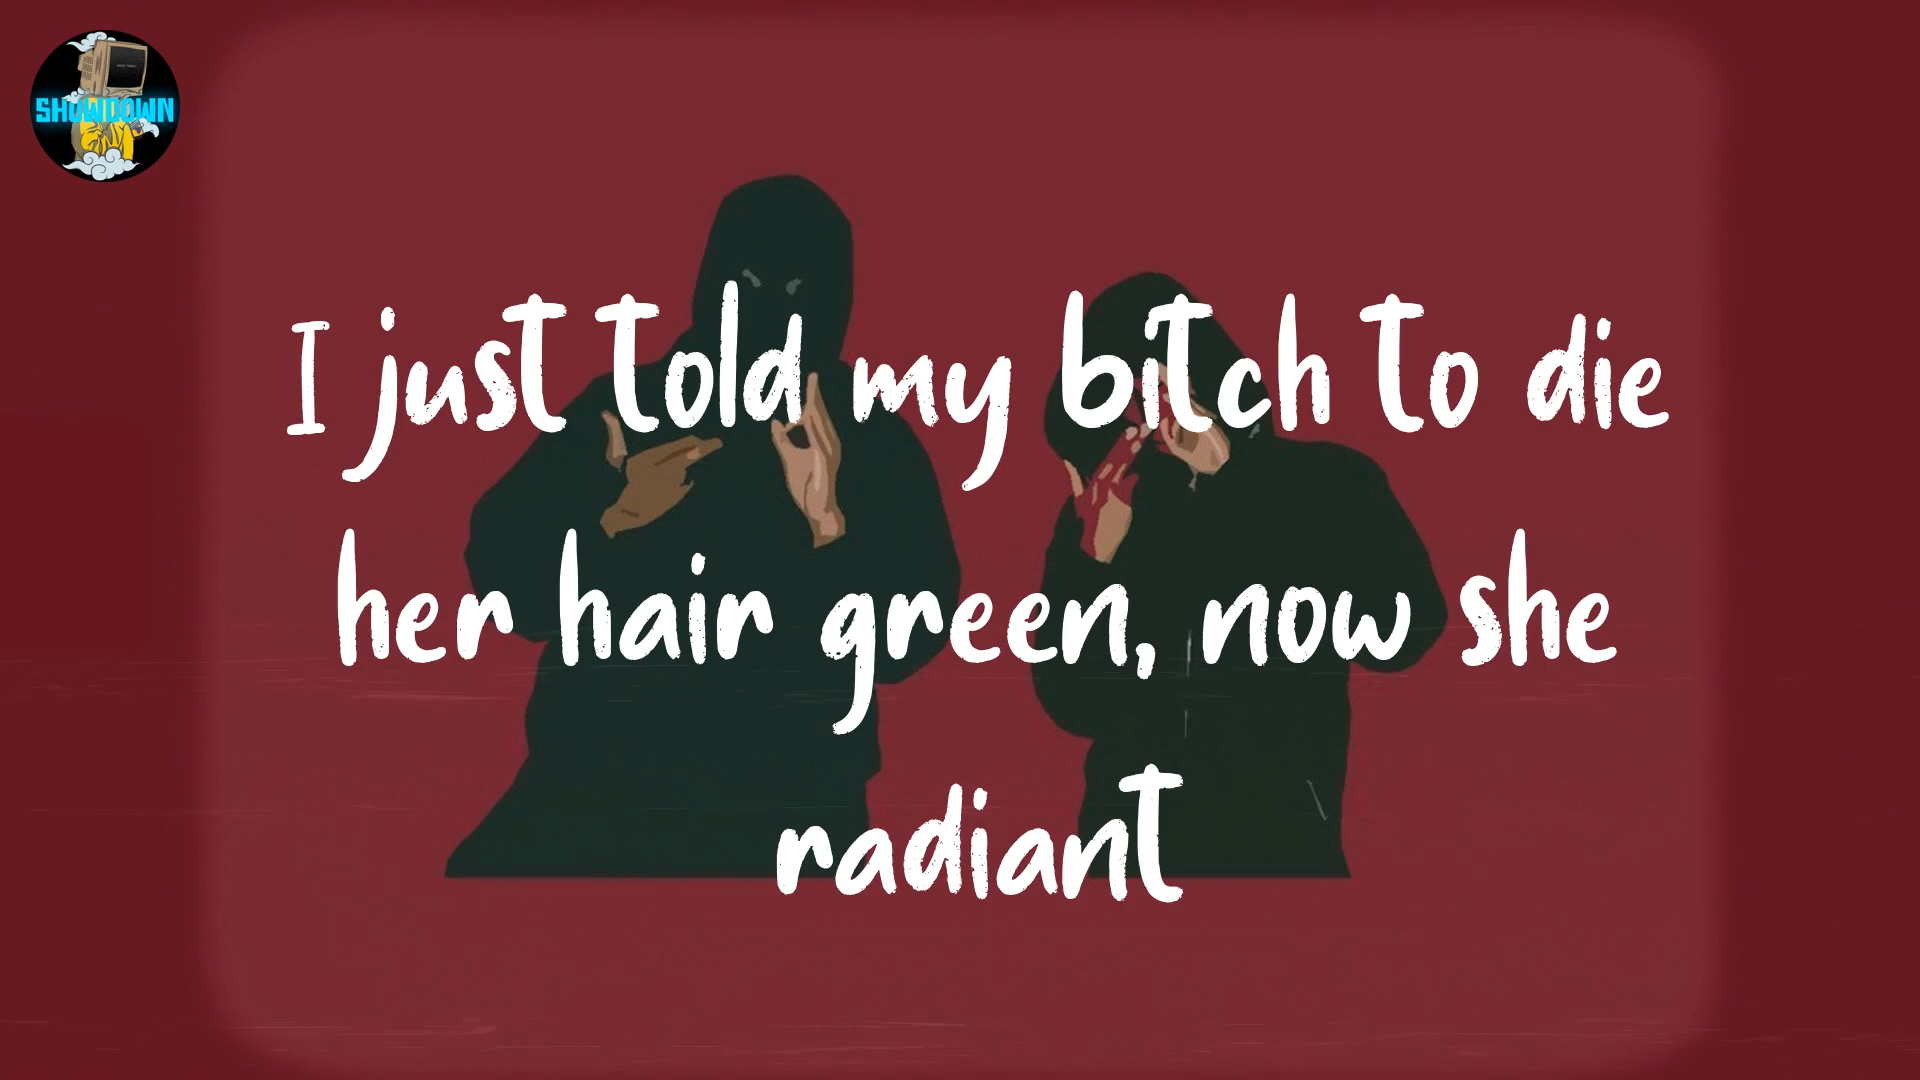 SHOWDOWN
I just told my bitch to die
her hair green, now she
radiant